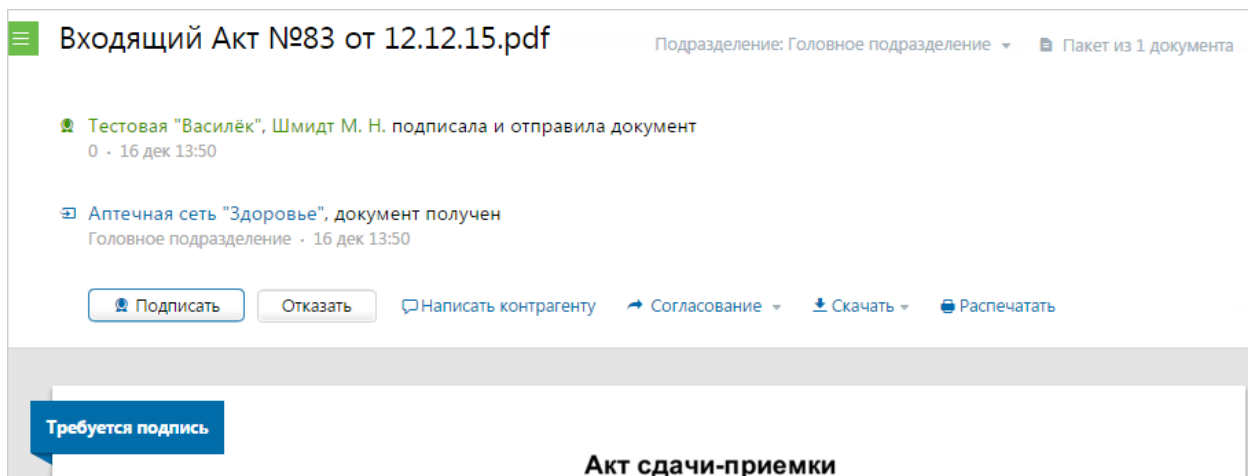 Входящий Акт №83 от 12.12.15.pdf
Подразделение: Головное подразделение
Пакет из 1 документа
Тестовая "Василёк", Шмидт М. Н. подписала и отправила документ
0 · 16 дек 13:50
Аптечная сеть "Здоровье", документ получен
Головное подразделение · 16 дек 13:50
Подписать Отказать Написать контрагенту Согласование Скачать Распечатать
Требуется подпись
Акт сдачи-приемки